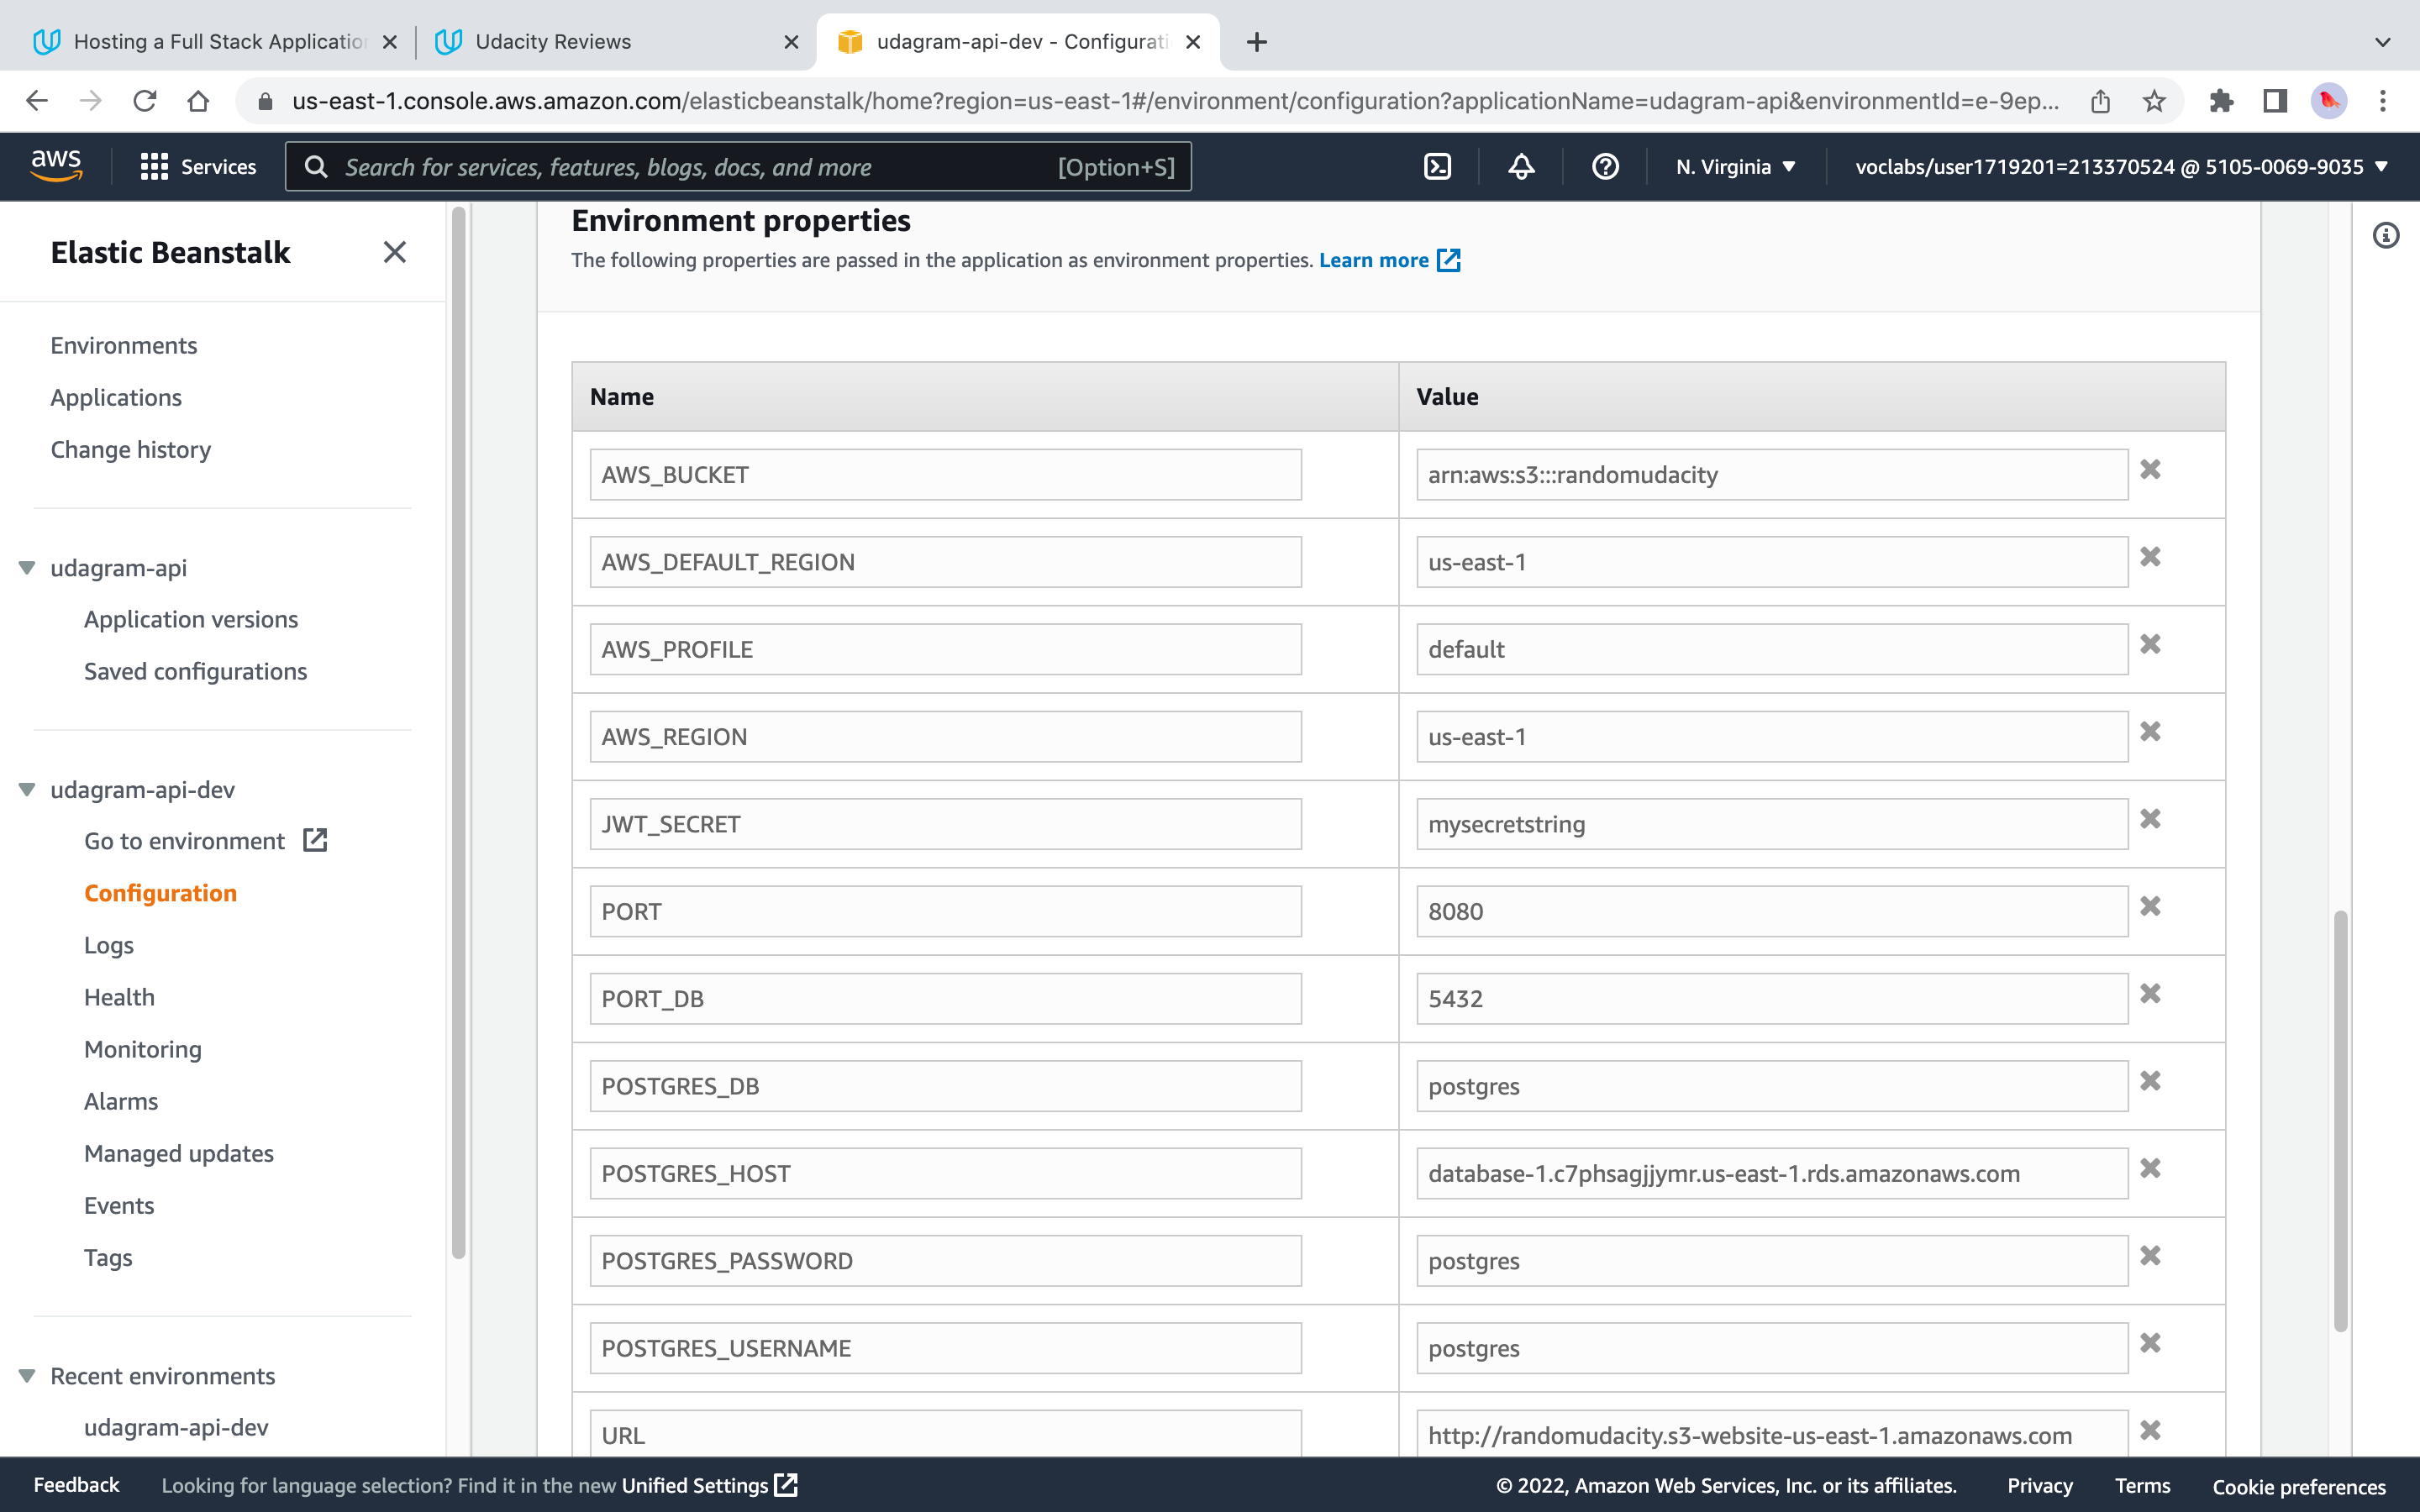 Hosting a Full Stack Application
Udacity Reviews
udagram-api-dev - Configurati
us-east-1.console.aws.amazon.com/elasticbeanstalk/home?region=us-east-1#/environment/configuration?applicationName=udagram-api&environmentId=e-9ep...
aws
Services
Search for services, features, blogs, docs, and more
[Option+S]
N. Virginia
voclabs/user1719201=213370524 @ 5105-0069-9035
Elastic Beanstalk
Environments
Applications
Change history
udagram-api
Application versions
Saved configurations
udagram-api-dev
Go to environment
Configuration
Logs
Health
Monitoring
Alarms
Managed updates
Events
Tags
Recent environments
udagram-api-dev
Environment properties
The following properties are passed in the application as environment properties. Learn more
Name Value
AWS_BUCKET arn:aws:s3:::randomudacity
AWS_DEFAULT_REGION us-east-1
AWS_PROFILE default
AWS_REGION us-east-1
JWT_SECRET mysecretstring
PORT 8080
PORT_DB 5432
POSTGRES_DB postgres
POSTGRES_HOST database-1.c7phsagjjymr.us-east-1.rds.amazonaws.com
POSTGRES_PASSWORD postgres
POSTGRES_USERNAME postgres
URL http://randomudacity.s3-website-us-east-1.amazonaws.com
Feedback
Looking for language selection? Find it in the new Unified Settings
© 2022, Amazon Web Services, Inc. or its affiliates.
Privacy
Terms
Cookie preferences